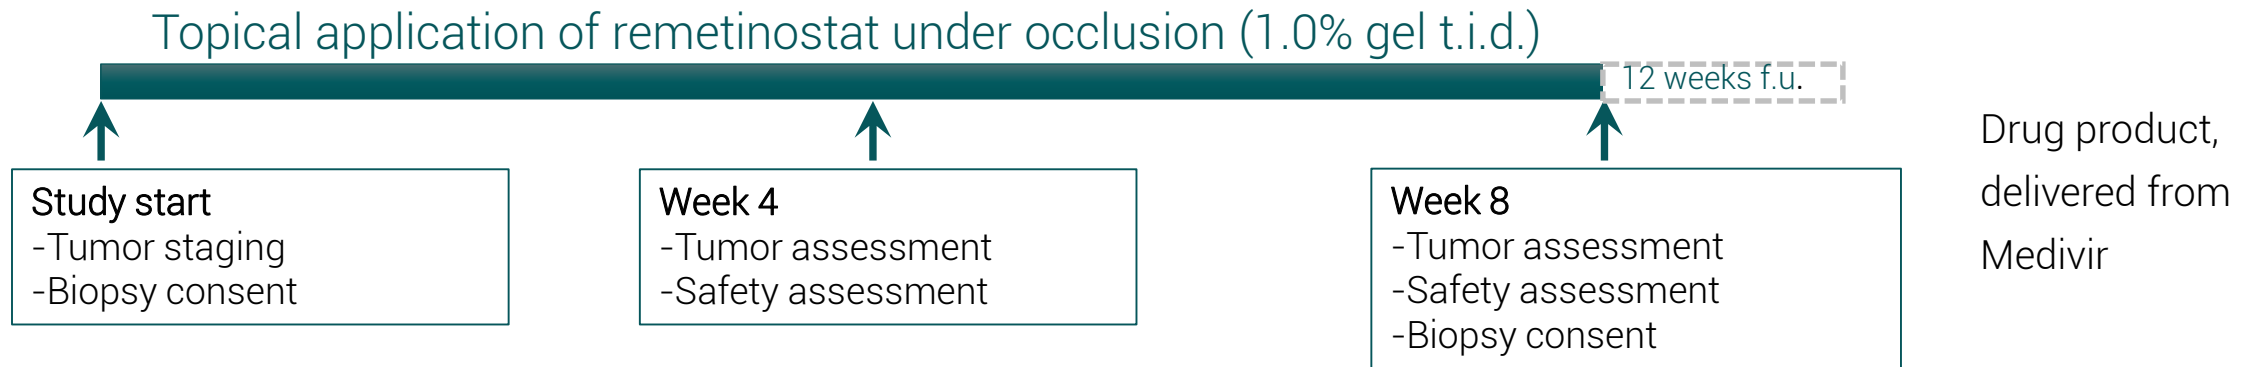 Topical application of remetinostat under occlusion (1.0% gel t.i.d.)
12 weeks f.u.
Study start
-Tumor staging
-Biopsy consent
Week 4
-Tumor assessment
-Safety assessment
Week 8
-Tumor assessment
-Safety assessment
-Biopsy consent
Drug product,
delivered from
Medivir